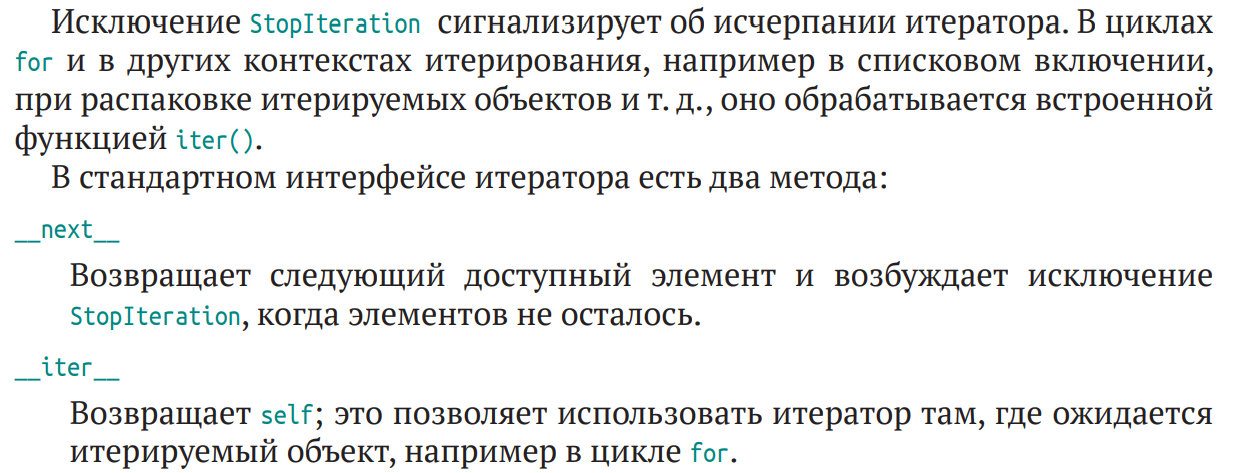 Исключение StopIteration сигнализирует об исчерпании итератора. В циклах
for и в других контекстах итерирования, например в списковом включении,
при распаковке итерируемых объектов и т. д., оно обрабатывается встроенной
функцией iter().
В стандартном интерфейсе итератора есть два метода:
__next__
Возвращает следующий доступный элемент и возбуждает исключение
StopIteration, когда элементов не осталось.
__iter__
Возвращает self; это позволяет использовать итератор там, где ожидается
итерируемый объект, например в цикле for.